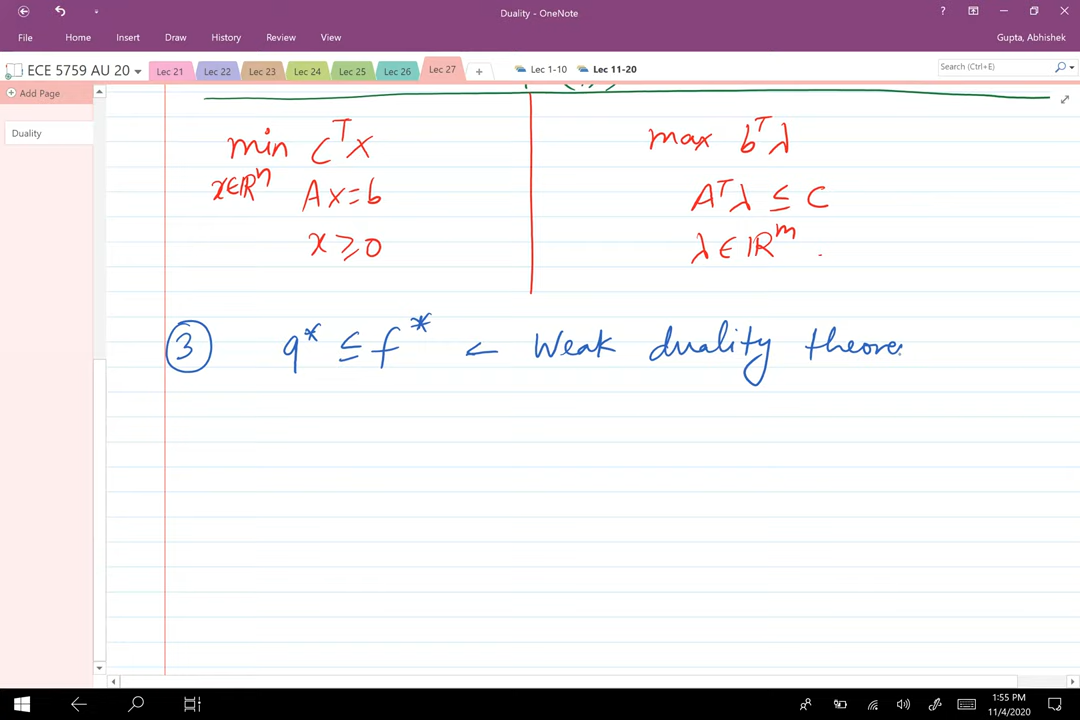 Duality - OneNote
?
Gupta, Abhishek
File Home Insert Draw History Review View
ECE 5759 AU 20
Lec 21 Lec 22 Lec 23 Lec 24 Lec 25 Lec 26 Lec 27 + Lec 1-10 Lec 11-20
Search (Ctrl+E)
Add Page
Duality
min cᵀx
x∈ℝⁿ Ax=b
x ≥ 0
max bᵀλ
Aᵀλ ≤ c
λ ∈ ℝᵐ .
③ q* ≤ f* ← Weak duality theore
1:55 PM
11/4/2020